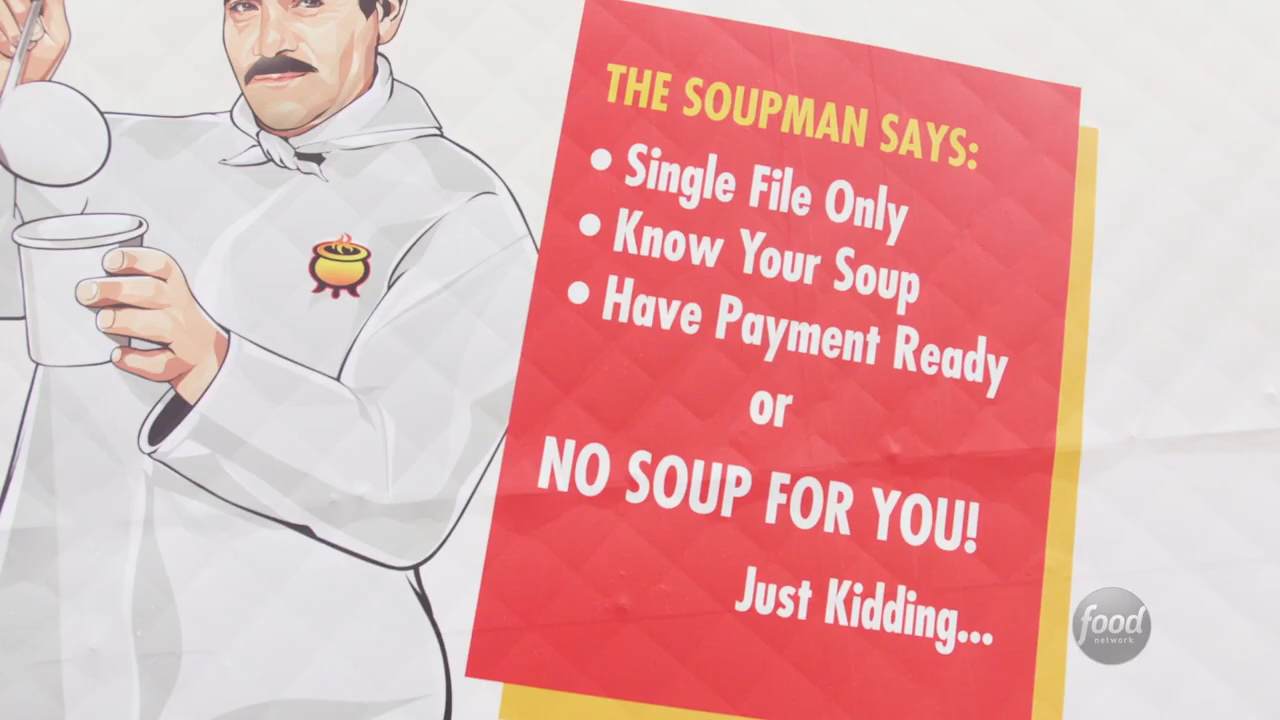 THE SOUPMAN SAYS:
• Single File Only
• Know Your Soup
• Have Payment Ready
or
NO SOUP FOR YOU!
Just Kidding...
food
network